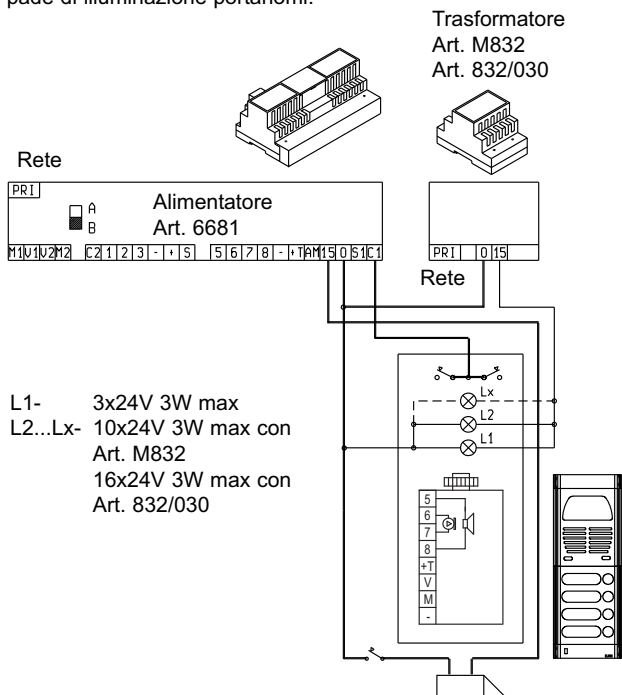 pade di illuminazione portanomi.
Trasformatore
Art. M832
Art. 832/030
Rete
PRI
A
B
Alimentatore
Art. 6681
M1 V1 V2 M2 C2 1 2 3 - + S 5 6 7 8 - +T AM 15 0 S1 C1
PRI 0 15
Rete
Lx
L2
L1
L1- 3x24V 3W max
L2...Lx- 10x24V 3W max con
Art. M832
16x24V 3W max con
Art. 832/030
5
6
7
8
+T
V
M
-